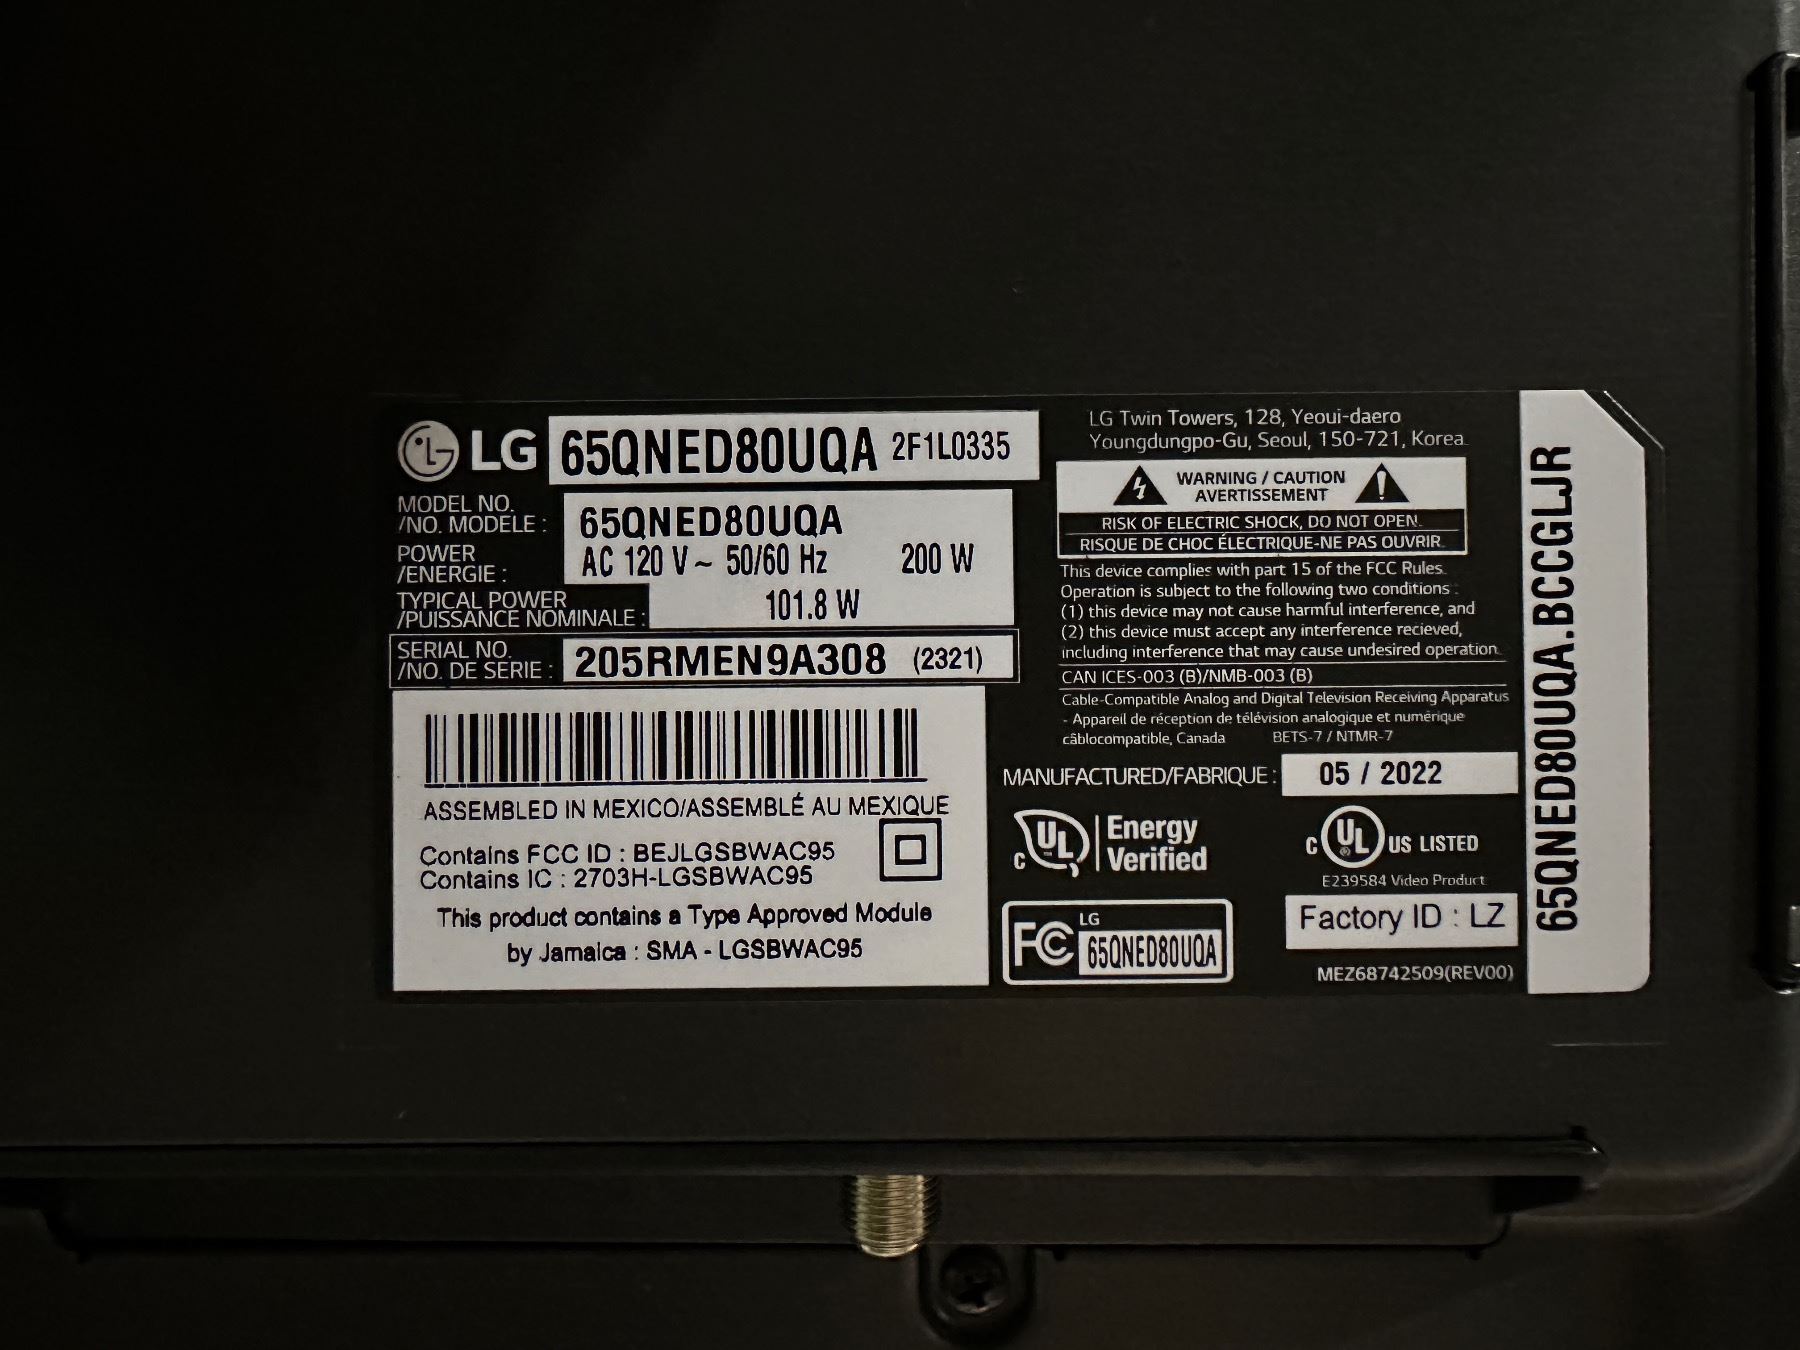 LG 65QNED80UQA 2F1L0335
MODEL NO.
/NO. MODELE : 65QNED80UQA
POWER
/ENERGIE : AC 120 V ~ 50/60 Hz 200 W
TYPICAL POWER
/PUISSANCE NOMINALE : 101.8 W
SERIAL NO.
/NO. DE SERIE : 205RMEN9A308 (2321)
ASSEMBLED IN MEXICO/ASSEMBLÉ AU MEXIQUE
Contains FCC ID : BEJLGSBWAC95
Contains IC : 2703H-LGSBWAC95
This product contains a Type Approved Module
by Jamaica : SMA - LGSBWAC95
LG Twin Towers, 128, Yeoui-daero
Youngdungpo-Gu, Seoul, 150-721, Korea.
WARNING / CAUTION
AVERTISSEMENT
RISK OF ELECTRIC SHOCK, DO NOT OPEN.
RISQUE DE CHOC ÉLECTRIQUE-NE PAS OUVRIR.
This device complies with part 15 of the FCC Rules.
Operation is subject to the following two conditions :
(1) this device may not cause harmful interference, and
(2) this device must accept any interference recieved,
including interference that may cause undesired operation.
CAN ICES-003 (B)/NMB-003 (B)
Cable-Compatible Analog and Digital Television Receiving Apparatus
- Appareil de réception de télévision analogique et numérique
câblocompatible, Canada BETS-7 / NTMR-7
MANUFACTURED/FABRIQUE : 05 / 2022
C UL Energy
Verified
C UL US LISTED
E239584 Video Product
FC LG
65QNED80UQA
Factory ID : LZ
MEZ68742509(REV00)
65QNED80UQA.BCCGLJR